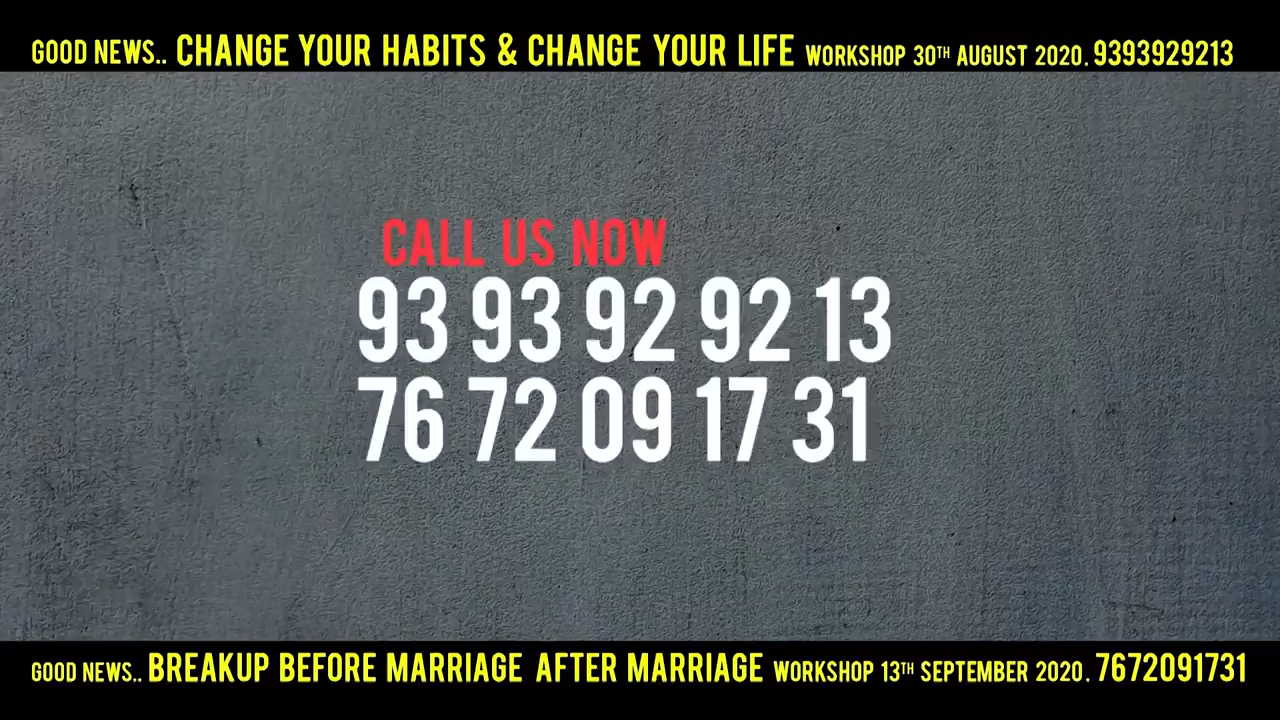 GOOD NEWS.. CHANGE YOUR HABITS & CHANGE YOUR LIFE WORKSHOP 30TH AUGUST 2020. 9393929213
CALL US NOW
93 93 92 92 13
76 72 09 17 31
GOOD NEWS.. BREAKUP BEFORE MARRIAGE AFTER MARRIAGE WORKSHOP 13TH SEPTEMBER 2020. 7672091731